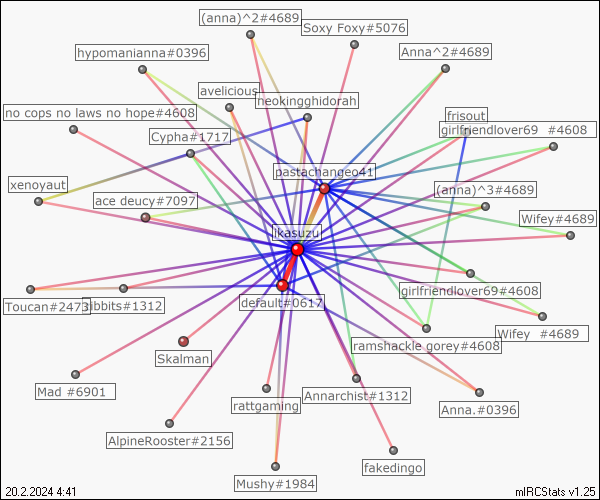 (anna)^2#4689
Soxy Foxy#5076
hypomanianna#0396
Anna^2#4689
avelicious
neokingghidorah
no cops no laws no hope#4608
frisout
girlfriendlover69 #4608
Cypha#1717
pastachangeo41
xenoyaut
(anna)^3#4689
ace deucy#7097
Wifey#4689
ikasuzu
girlfriendlover69#4608
default#0617
Toucan#2473
ibbits#1312
Wifey #4689
Skalman
ramshackle gorey#4608
Mad #6901
rattgaming
Annarchist#1312
Anna.#0396
AlpineRooster#2156
fakedingo
Mushy#1984
20.2.2024 4:41
mIRCStats v1.25